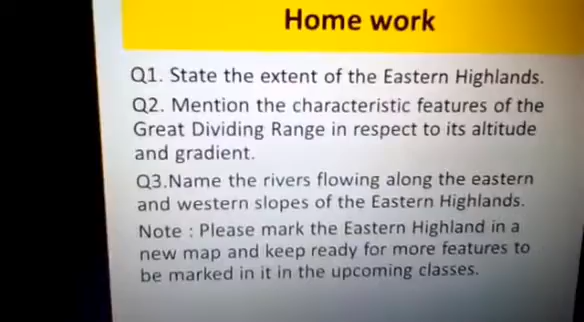 Home work
Q1. State the extent of the Eastern Highlands.
Q2. Mention the characteristic features of the
Great Dividing Range in respect to its altitude
and gradient.
Q3.Name the rivers flowing along the eastern
and western slopes of the Eastern Highlands.
Note : Please mark the Eastern Highland in a
new map and keep ready for more features to
be marked in it in the upcoming classes.